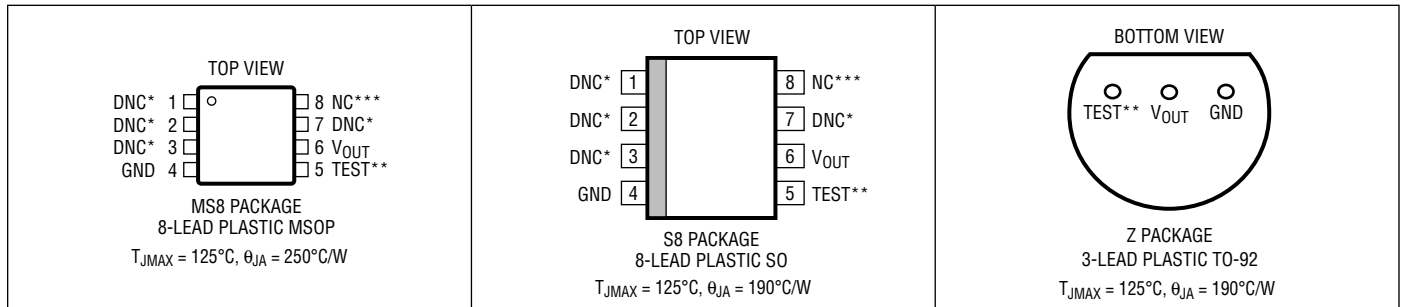 TOP VIEW
DNC* 1
DNC* 2
DNC* 3
GND 4
8 NC***
7 DNC*
6 VOUT
5 TEST**
MS8 PACKAGE
8-LEAD PLASTIC MSOP
TJMAX = 125°C, θJA = 250°C/W
TOP VIEW
DNC* 1
DNC* 2
DNC* 3
GND 4
8 NC***
7 DNC*
6 VOUT
5 TEST**
S8 PACKAGE
8-LEAD PLASTIC SO
TJMAX = 125°C, θJA = 190°C/W
BOTTOM VIEW
TEST** VOUT GND
Z PACKAGE
3-LEAD PLASTIC TO-92
TJMAX = 125°C, θJA = 190°C/W